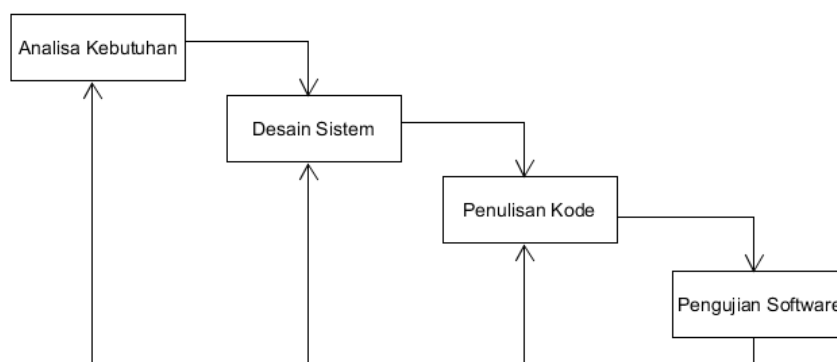 Analisa Kebutuhan
Desain Sistem
Penulisan Kode
Pengujian Software